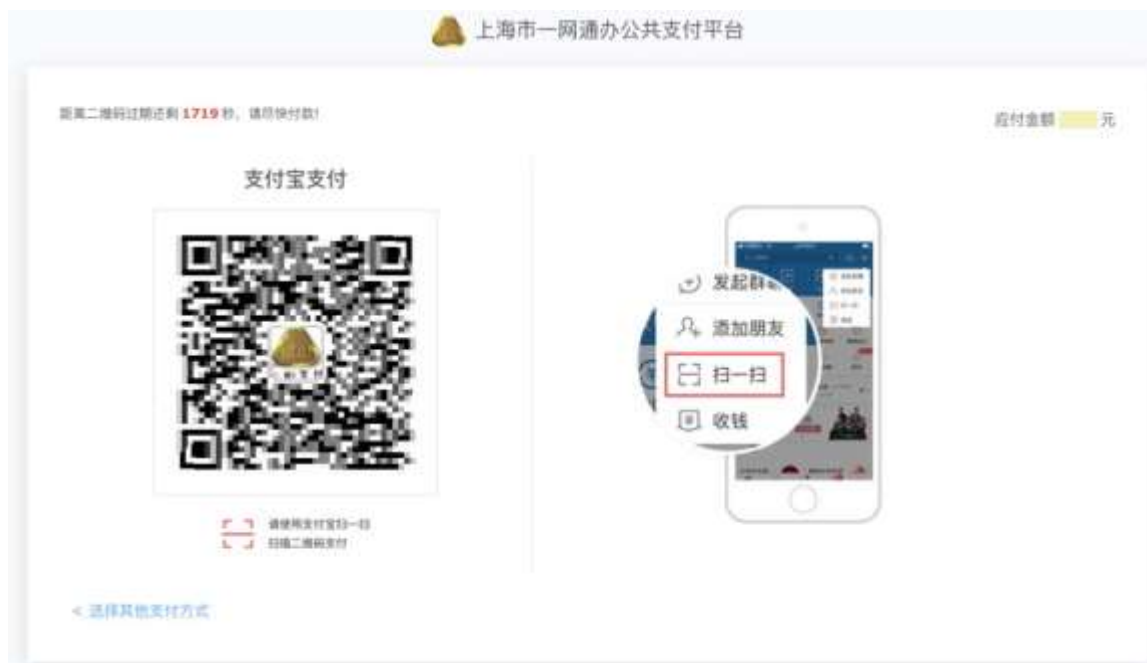 上海市一网通办公共支付平台
距离二维码过期还剩 1719 秒，请尽快付款!
应付金额 元
支付宝支付
发起群
添加朋友
扫一扫
收钱
请使用支付宝扫一扫
扫描二维码支付
< 选择其他支付方式